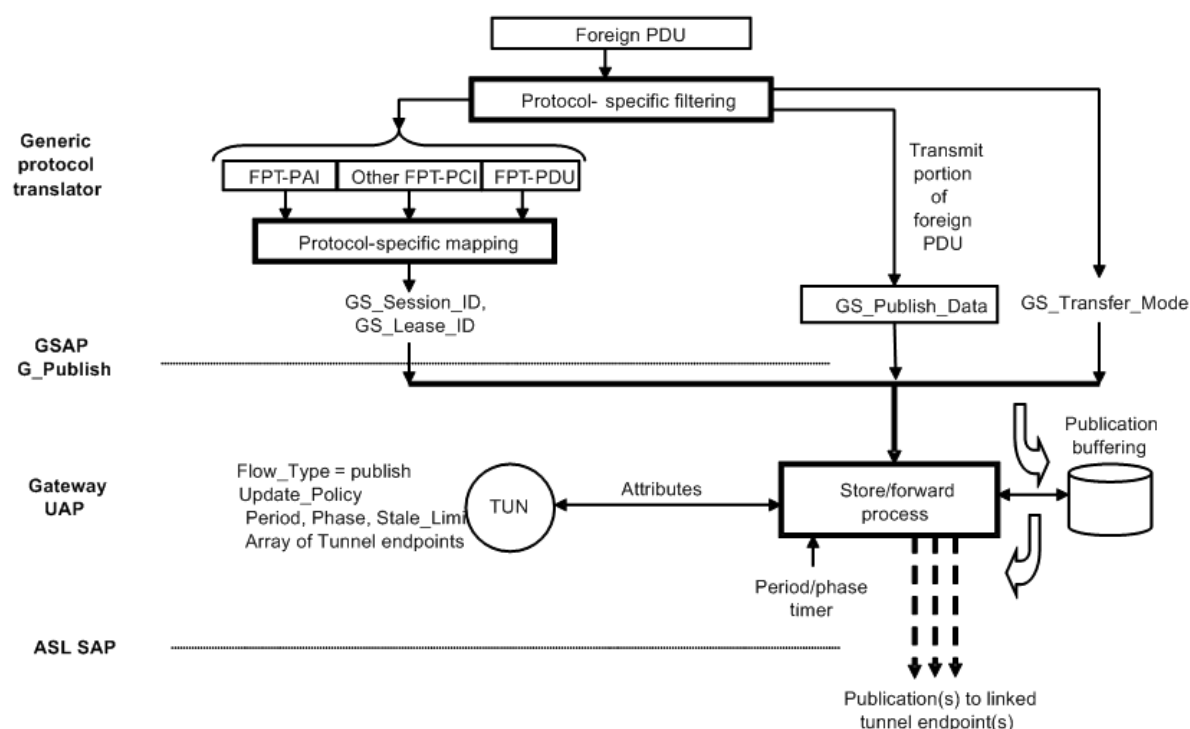 Foreign PDU
Protocol- specific filtering
Generic
protocol
translator
FPT-PAI
Other FPT-PCI
FPT-PDU
Transmit
portion
of
foreign
PDU
Protocol-specific mapping
GS_Session_ID,
GS_Lease_ID
GS_Publish_Data
GS_Transfer_Mode
GSAP
G_Publish
Publication
buffering
Gateway
UAP
Flow_Type = publish
Update_Policy
Period, Phase, Stale_Limi
Array of Tunnel endpoints
TUN
Attributes
Store/forward
process
Period/phase
timer
ASL SAP
Publication(s) to linked
tunnel endpoint(s)